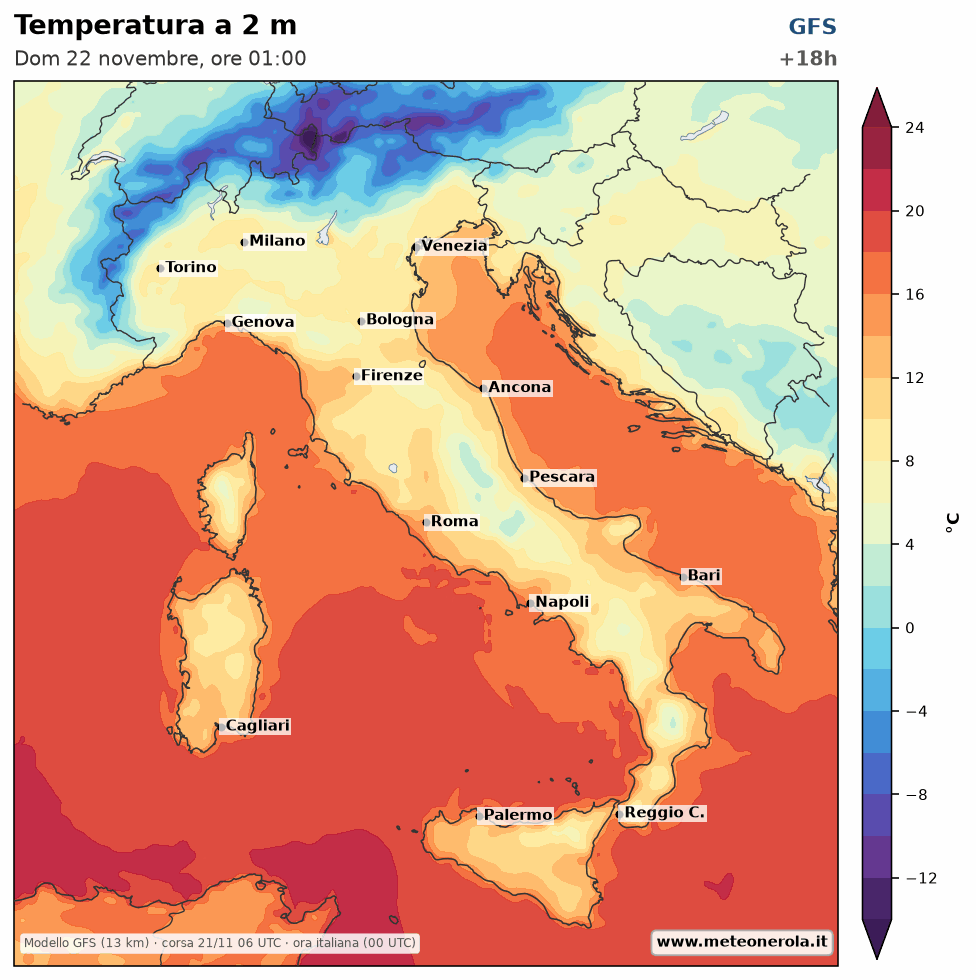 Temperatura a 2 m
GFS
Dom 22 novembre, ore 01:00
+18h
Milano
Venezia
Torino
Genova
Bologna
Firenze
Ancona
Pescara
Roma
Bari
Napoli
Cagliari
Palermo
Reggio C.
24
20
16
12
8
4
0
−4
−8
−12
°C
Modello GFS (13 km) · corsa 21/11 06 UTC · ora italiana (00 UTC)
www.meteonerola.it